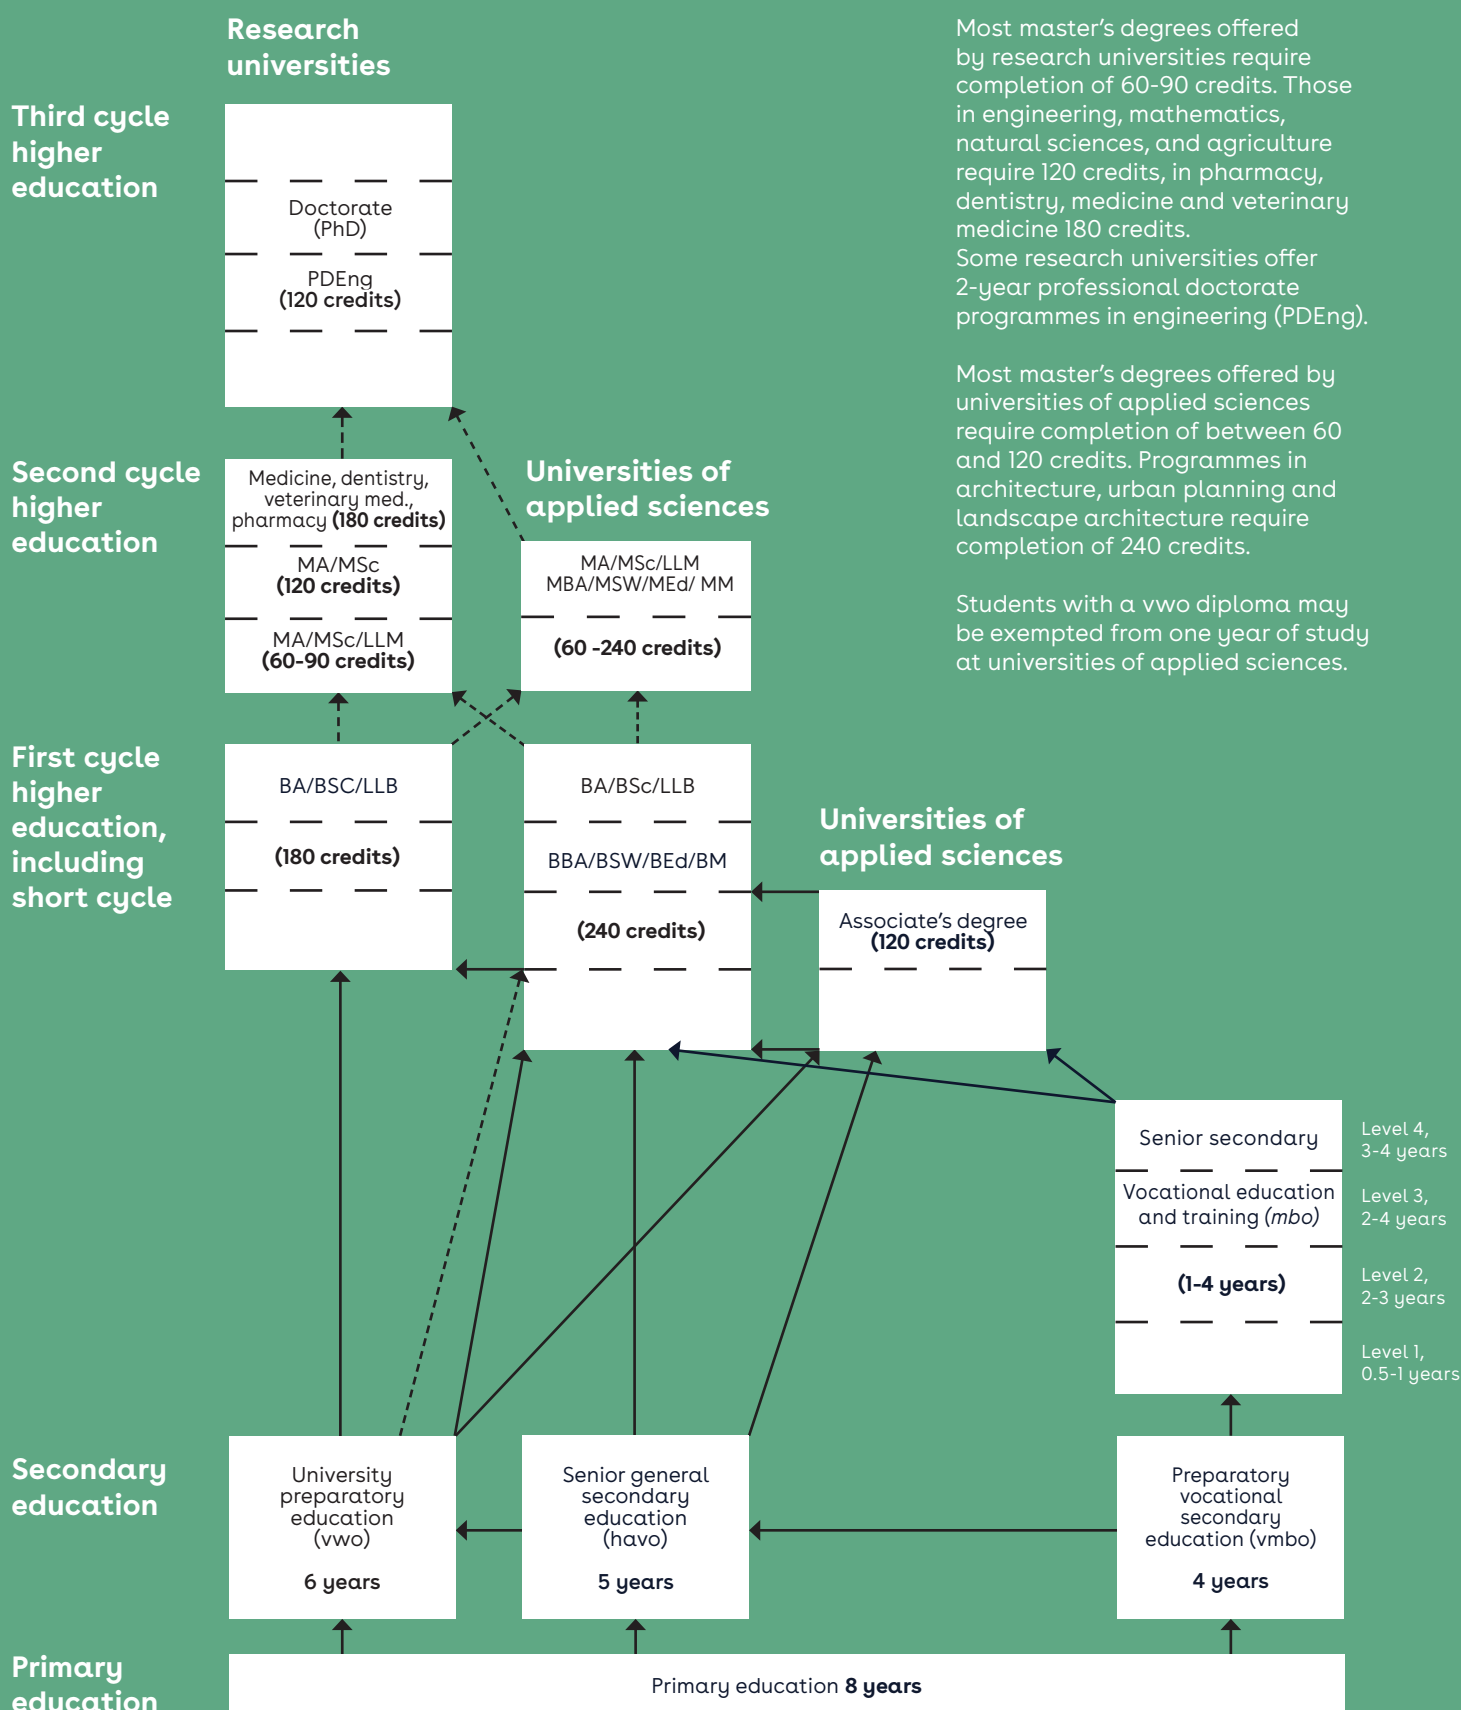 Research
universities
Third cycle
higher
education
Doctorate
(PhD)
PDEng
(120 credits)
Most master's degrees offered
by research universities require
completion of 60-90 credits. Those
in engineering, mathematics,
natural sciences, and agriculture
require 120 credits, in pharmacy,
dentistry, medicine and veterinary
medicine 180 credits.
Some research universities offer
2-year professional doctorate
programmes in engineering (PDEng).
Most master's degrees offered by
universities of applied sciences
require completion of between 60
and 120 credits. Programmes in
architecture, urban planning and
landscape architecture require
completion of 240 credits.
Students with a vwo diploma may
be exempted from one year of study
at universities of applied sciences.
Second cycle
higher
education
Medicine, dentistry,
veterinary med.,
pharmacy (180 credits)
MA/MSc
(120 credits)
MA/MSc/LLM
(60-90 credits)
Universities of
applied sciences
MA/MSc/LLM
MBA/MSW/MEd/ MM
(60 -240 credits)
First cycle
higher
education,
including
short cycle
BA/BSC/LLB
(180 credits)
BA/BSc/LLB
BBA/BSW/BEd/BM
(240 credits)
Universities of
applied sciences
Associate's degree
(120 credits)
Senior secondary
Vocational education
and training (mbo)
(1-4 years)
Level 4,
3-4 years
Level 3,
2-4 years
Level 2,
2-3 years
Level 1,
0.5-1 years
Secondary
education
University
preparatory
education
(vwo)
6 years
Senior general
secondary
education
(havo)
5 years
Preparatory
vocational
secondary
education (vmbo)
4 years
Primary
education
Primary education 8 years